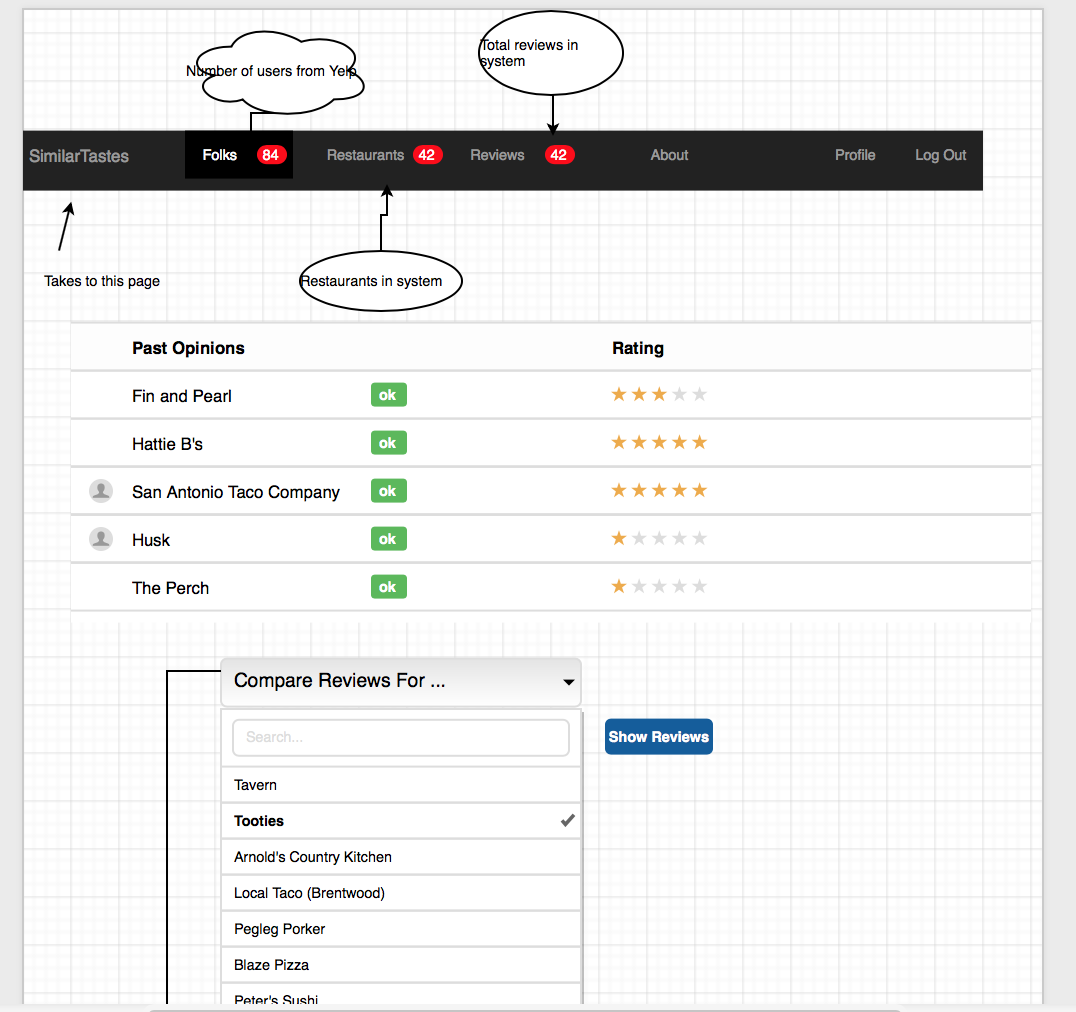 Total reviews in
system
Number of users from Yelp
SimilarTastes Folks 84 Restaurants 42 Reviews 42 About Profile Log Out
Takes to this page
Restaurants in system
Past Opinions Rating
Fin and Pearl ok
Hattie B's ok
San Antonio Taco Company ok
Husk ok
The Perch ok
Compare Reviews For ...
Search...
Show Reviews
Tavern
Tooties
Arnold's Country Kitchen
Local Taco (Brentwood)
Pegleg Porker
Blaze Pizza
Peter's Sushi